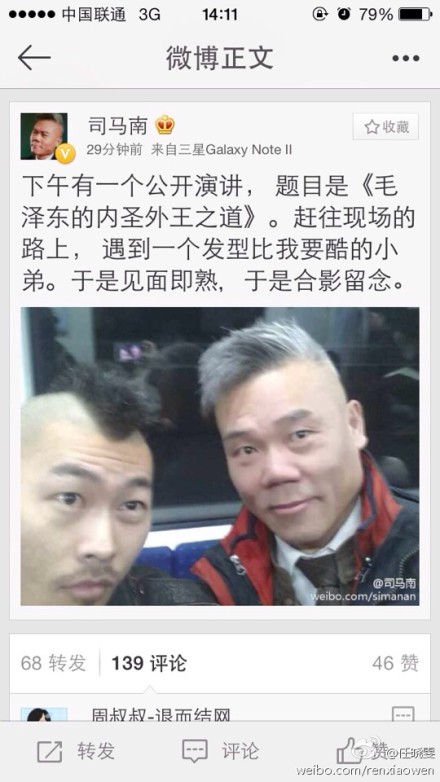 中国联通 3G 14:11 79%
微博正文
司马南
收藏
29分钟前 来自三星Galaxy Note II
下午有一个公开演讲，题目是《毛
泽东的内圣外王之道》。赶往现场的
路上，遇到一个发型比我要酷的小
弟。于是见面即熟，于是合影留念。
@司马南
weibo.com/simanan
68 转发 139 评论 46 赞
周叔叔-退而结网
转发 评论 赞
weibo.com/renxiaowen